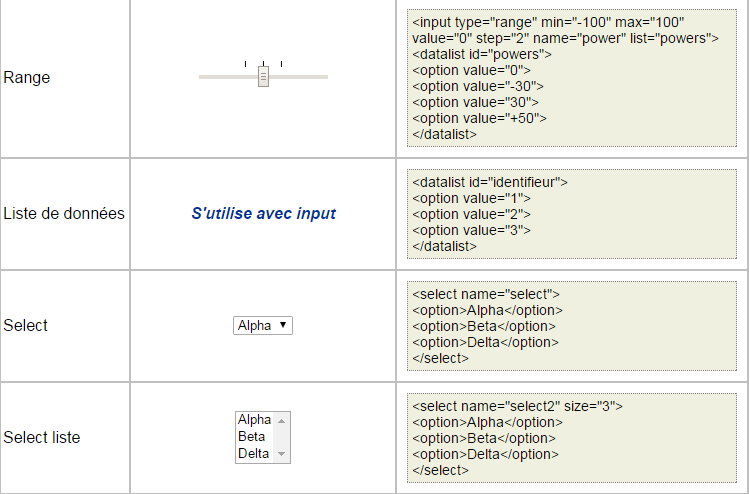 Range
<input type="range" min="-100" max="100"
value="0" step="2" name="power" list="powers">
<datalist id="powers">
<option value="0">
<option value="-30">
<option value="30">
<option value="+50">
</datalist>
Liste de données
S'utilise avec input
<datalist id="identifieur">
<option value="1">
<option value="2">
<option value="3">
</datalist>
Select
Alpha
<select name="select">
<option>Alpha</option>
<option>Beta</option>
<option>Delta</option>
</select>
Select liste
Alpha
Beta
Delta
<select name="select2" size="3">
<option>Alpha</option>
<option>Beta</option>
<option>Delta</option>
</select>